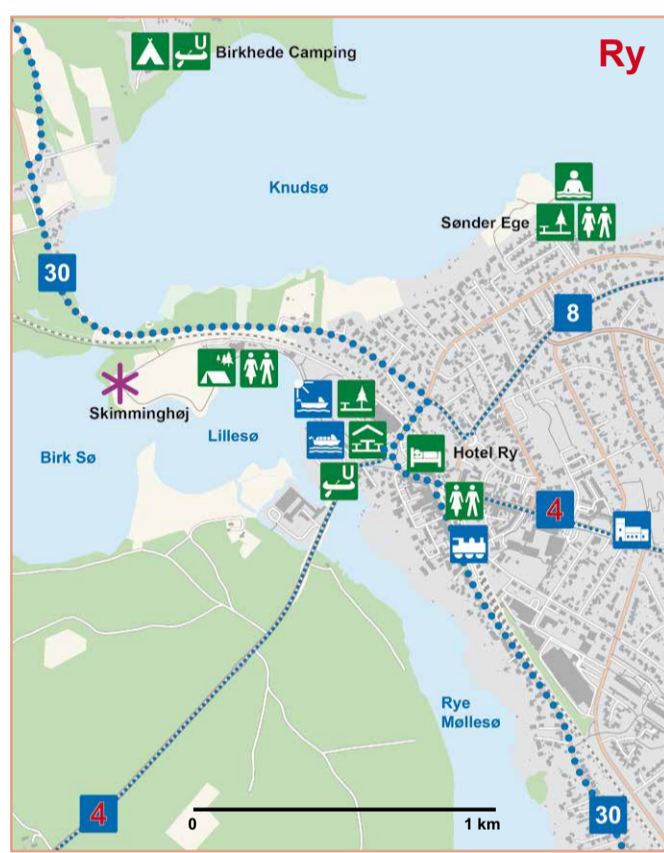 Birkhede Camping
Ry
Knudsø
Sønder Ege
30
8
Skimminghøj
Lillesø
Birk Sø
Hotel Ry
4
Rye
Møllesø
4
0
1 km
30